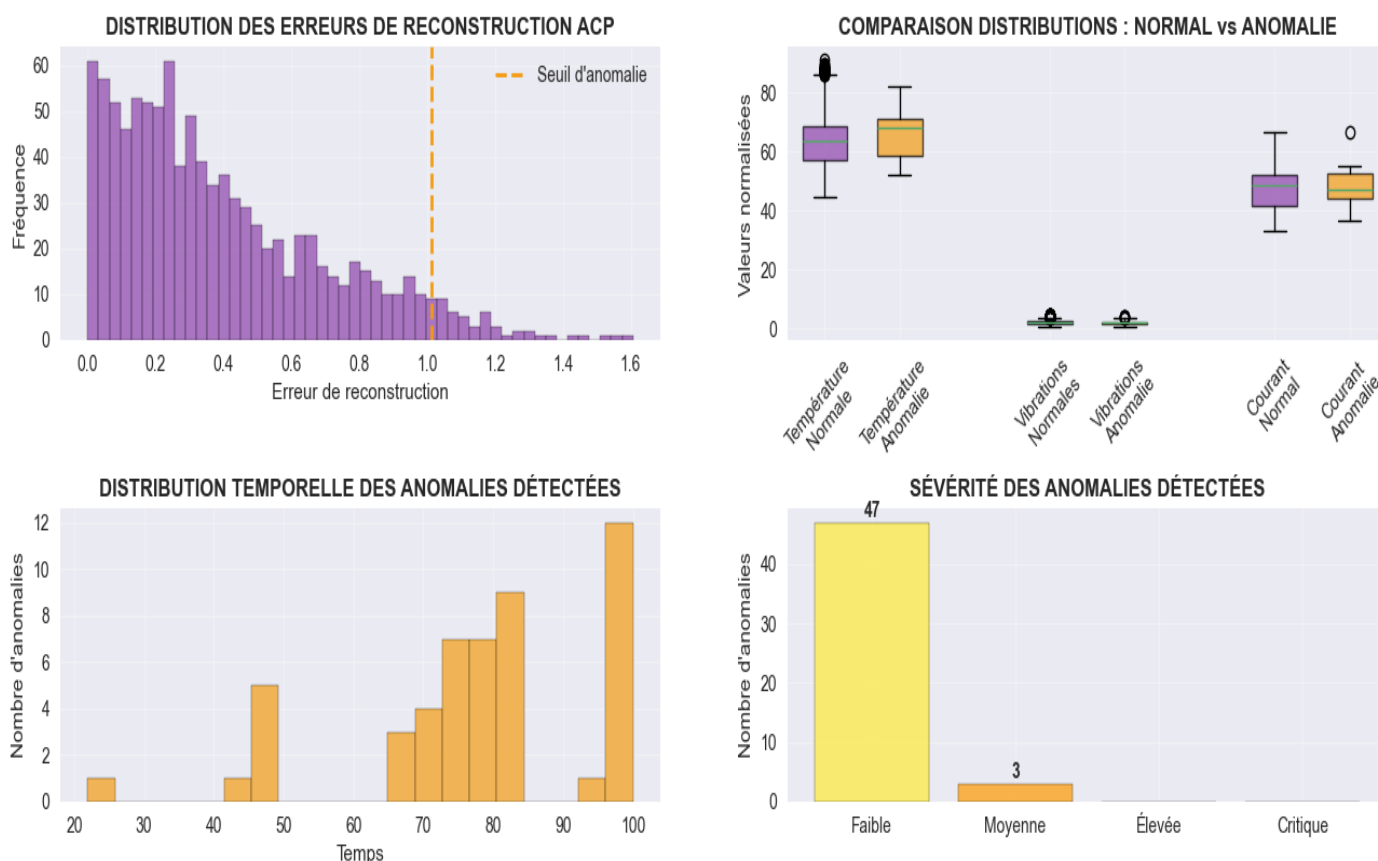 DISTRIBUTION DES ERREURS DE RECONSTRUCTION ACP
60
50
40
30
20
10
0
Fréquence
Seuil d'anomalie
0.0 0.2 0.4 0.6 0.8 1.0 1.2 1.4 1.6
Erreur de reconstruction
COMPARAISON DISTRIBUTIONS : NORMAL vs ANOMALIE
80
60
40
20
0
Valeurs normalisées
Température
Normale
Température
Anomalie
Vibrations
Normales
Vibrations
Anomalie
Courant
Normal
Courant
Anomalie
DISTRIBUTION TEMPORELLE DES ANOMALIES DÉTECTÉES
12
10
8
6
4
2
0
Nombre d'anomalies
20 30 40 50 60 70 80 90 100
Temps
SÉVÉRITÉ DES ANOMALIES DÉTECTÉES
47
3
40
30
20
10
0
Nombre d'anomalies
Faible Moyenne Élevée Critique